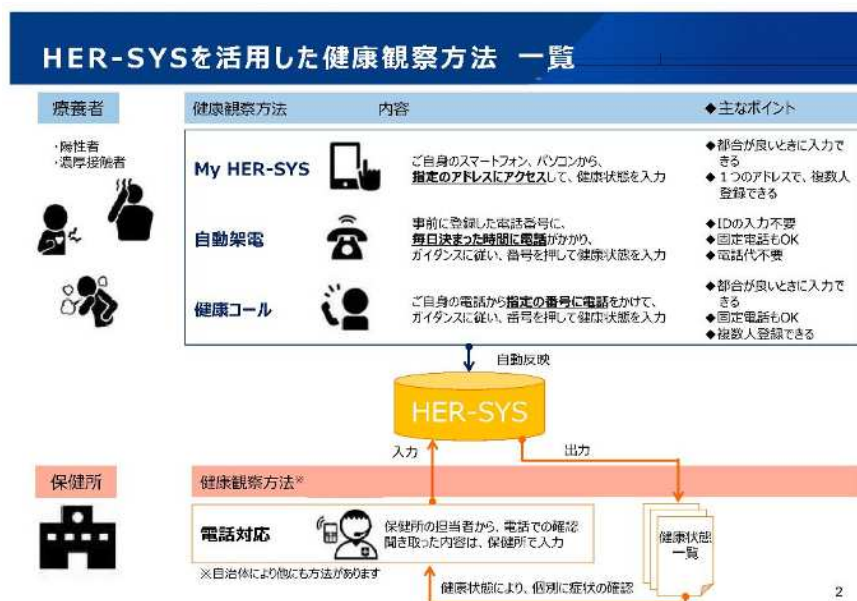 HER-SYSを活用した健康観察方法 一覧
療養者
健康観察方法
内容
◆主なポイント
・陽性者
・濃厚接触者
My HER-SYS
ご自身のスマートフォン、パソコンから、
指定のアドレスにアクセスして、健康状態を入力
◆都合が良いときに入力で
きる
◆1つのアドレスで、複数人
登録できる
自動架電
事前に登録した電話番号に、
毎日決まった時間に電話がかかり、
ガイダンスに従い、番号を押して健康状態を入力
◆IDの入力不要
◆固定電話もOK
◆電話代不要
健康コール
ご自身の電話から指定の番号に電話をかけて、
ガイダンスに従い、番号を押して健康状態を入力
◆都合が良いときに入力で
きる
◆固定電話もOK
◆複数人登録できる
自動反映
HER-SYS
入力
出力
保健所
健康観察方法※
電話対応
保健所の担当者から、電話での確認
聞き取った内容は、保健所で入力
健康状態
一覧
※自治体により他にも方法があります
健康状態により、個別に症状の確認
2